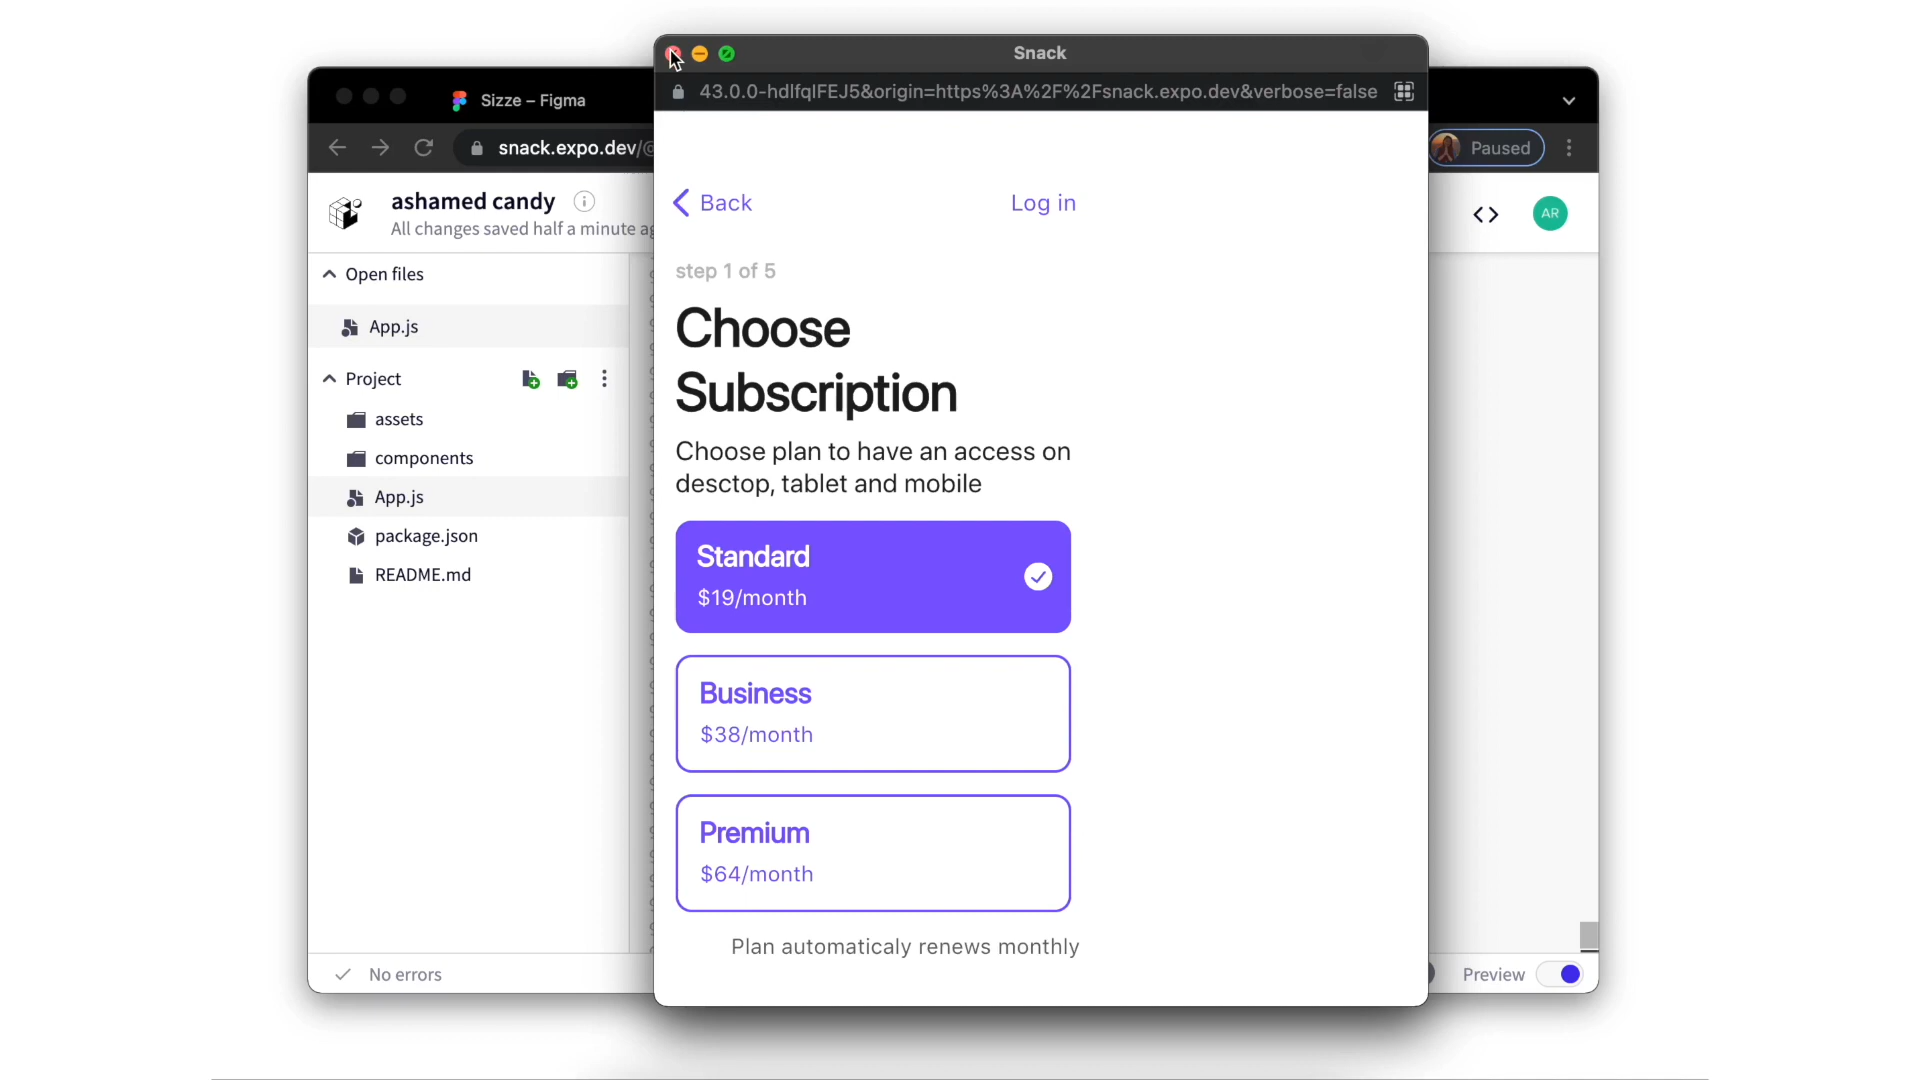 Snack
43.0.0-hdlfqlFEJ5&origin=https%3A%2F%2Fsnack.expo.dev&verbose=false
Sizze – Figma
snack.expo.dev/@
Paused
ashamed candy
All changes saved half a minute ag
AR
Open files
App.js
Project
assets
components
App.js
package.json
README.md
No errors
Back
Log in
step 1 of 5
Choose
Subscription
Choose plan to have an access on
desctop, tablet and mobile
Standard
$19/month
Business
$38/month
Premium
$64/month
Plan automaticaly renews monthly
Preview